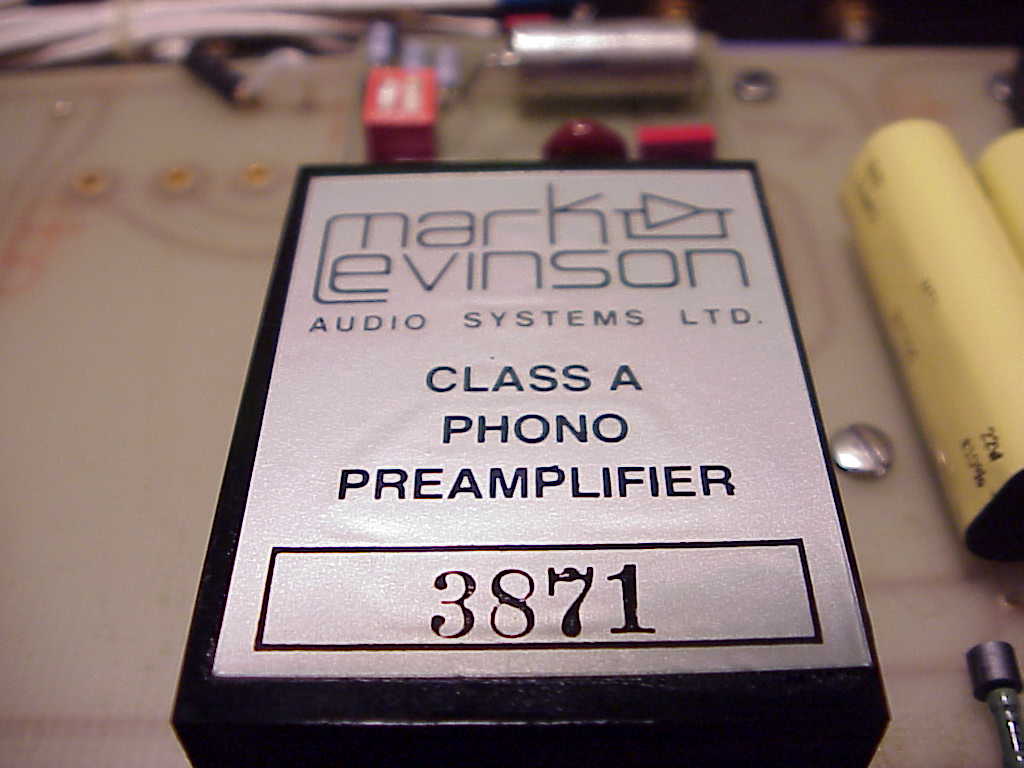 mark
levinson
AUDIO SYSTEMS LTD.
CLASS A
PHONO
PREAMPLIFIER
3871